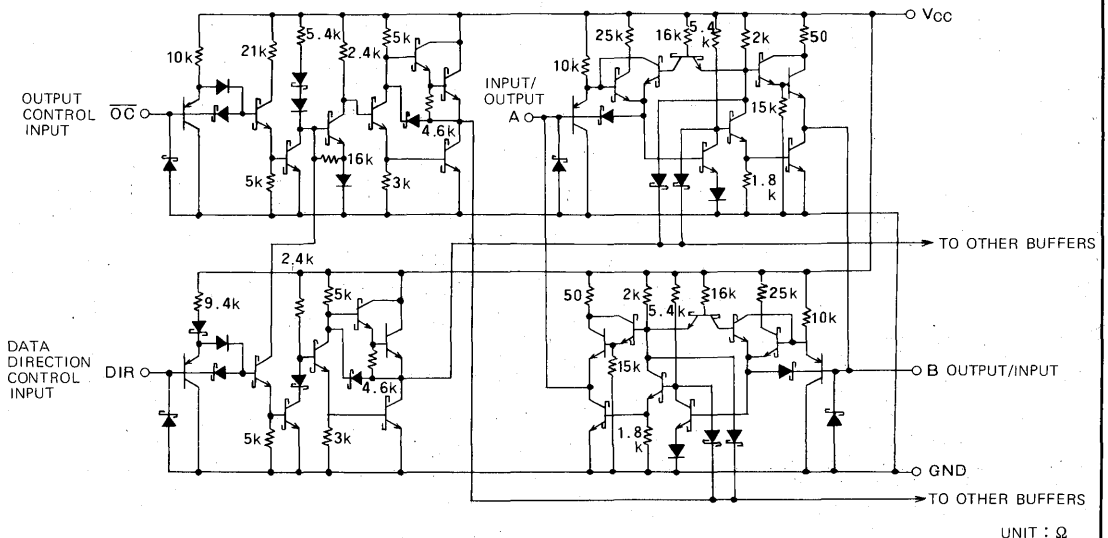 VCC
5.4k
5k
25k
16k
5.4
k
2k
50
10k
21k
2.4k
10k
15k
OUTPUT
CONTROL
INPUT
OC
INPUT/
OUTPUT
A
4.6k
16k
5k
3k
1.8
k
TO OTHER BUFFERS
2.4k
9.4k
5k
50
2k
5.4k
16k
25k
10k
DATA
DIRECTION
CONTROL
INPUT
DIR
4.6k
15k
B OUTPUT/INPUT
5k
3k
1.8
k
GND
TO OTHER BUFFERS
UNIT : Ω